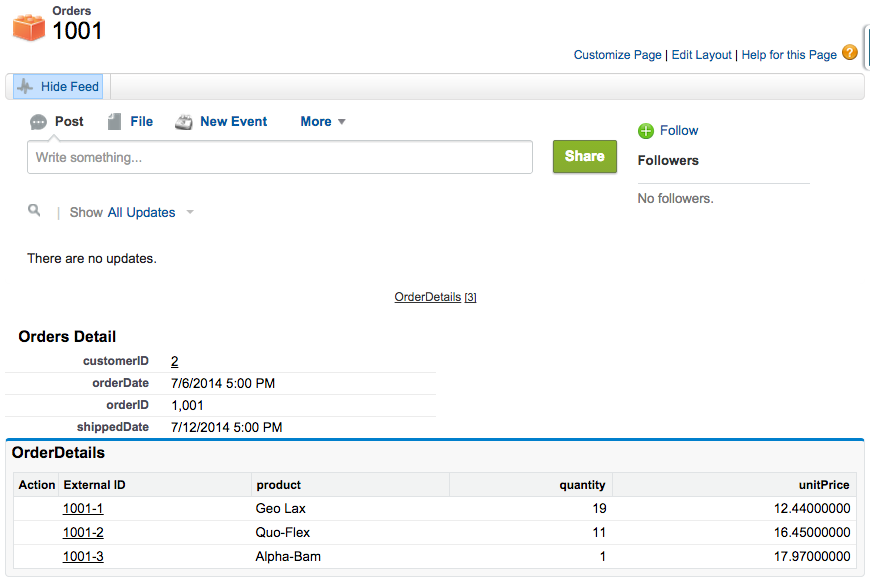 Orders
1001
Customize Page | Edit Layout | Help for this Page ?
Hide Feed
Post File New Event More
Write something...
Share
Follow
Followers
No followers.
| Show All Updates
There are no updates.
OrderDetails [3]
Orders Detail
customerID 2
orderDate 7/6/2014 5:00 PM
orderID 1,001
shippedDate 7/12/2014 5:00 PM
OrderDetails
Action External ID product quantity unitPrice
1001-1 Geo Lax 19 12.44000000
1001-2 Quo-Flex 11 16.45000000
1001-3 Alpha-Bam 1 17.97000000